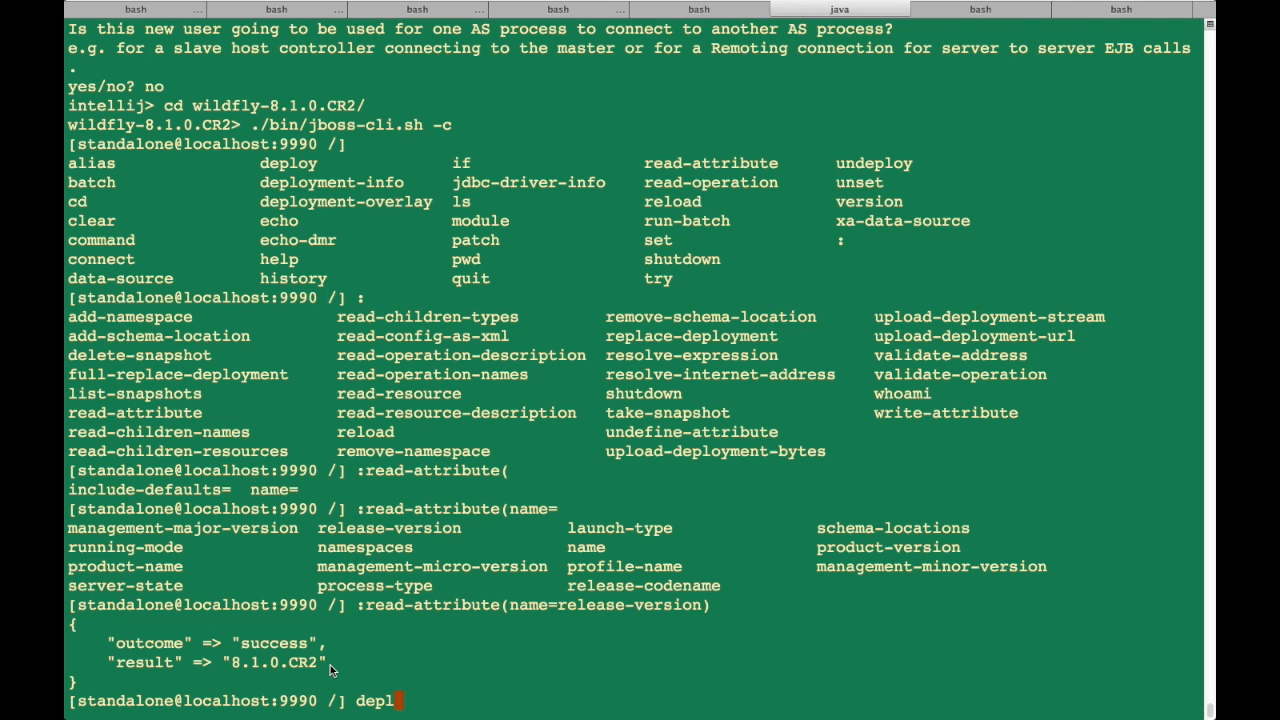 bash ... bash ... bash ... bash ... bash java bash bash
Is this new user going to be used for one AS process to connect to another AS process?
e.g. for a slave host controller connecting to the master or for a Remoting connection for server to server EJB calls
.
yes/no? no
intellij> cd wildfly-8.1.0.CR2/
wildfly-8.1.0.CR2> ./bin/jboss-cli.sh -c
[standalone@localhost:9990 /]
alias deploy if read-attribute undeploy
batch deployment-info jdbc-driver-info read-operation unset
cd deployment-overlay ls reload version
clear echo module run-batch xa-data-source
command echo-dmr patch set :
connect help pwd shutdown
data-source history quit try
[standalone@localhost:9990 /] :
add-namespace read-children-types remove-schema-location upload-deployment-stream
add-schema-location read-config-as-xml replace-deployment upload-deployment-url
delete-snapshot read-operation-description resolve-expression validate-address
full-replace-deployment read-operation-names resolve-internet-address validate-operation
list-snapshots read-resource shutdown whoami
read-attribute read-resource-description take-snapshot write-attribute
read-children-names reload undefine-attribute
read-children-resources remove-namespace upload-deployment-bytes
[standalone@localhost:9990 /] :read-attribute(
include-defaults= name=
[standalone@localhost:9990 /] :read-attribute(name=
management-major-version release-version launch-type schema-locations
running-mode namespaces name product-version
product-name management-micro-version profile-name management-minor-version
server-state process-type release-codename
[standalone@localhost:9990 /] :read-attribute(name=release-version)
{
"outcome" => "success",
"result" => "8.1.0.CR2"
}
[standalone@localhost:9990 /] depl